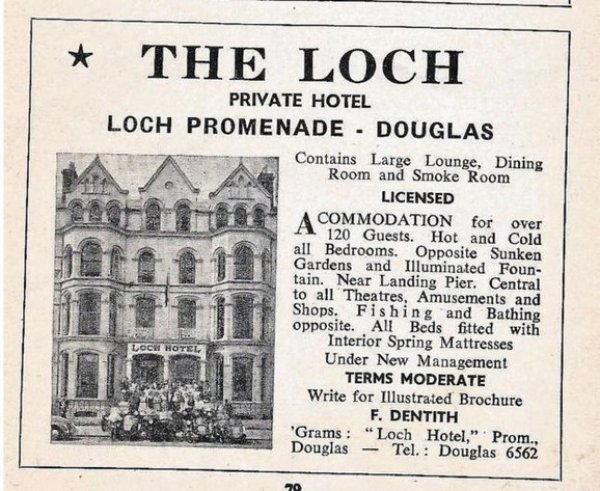 ★ THE LOCH
PRIVATE HOTEL
LOCH PROMENADE - DOUGLAS
Contains Large Lounge, Dining
Room and Smoke Room
LICENSED
ACOMMODATION for over
120 Guests. Hot and Cold
all Bedrooms. Opposite Sunken
Gardens and Illuminated Foun-
tain. Near Landing Pier. Central
to all Theatres, Amusements and
Shops. Fishing and Bathing
opposite. All Beds fitted with
Interior Spring Mattresses
Under New Management
TERMS MODERATE
Write for Illustrated Brochure
F. DENTITH
'Grams: "Loch Hotel," Prom.,
Douglas — Tel.: Douglas 6562
LOCH HOTEL
79